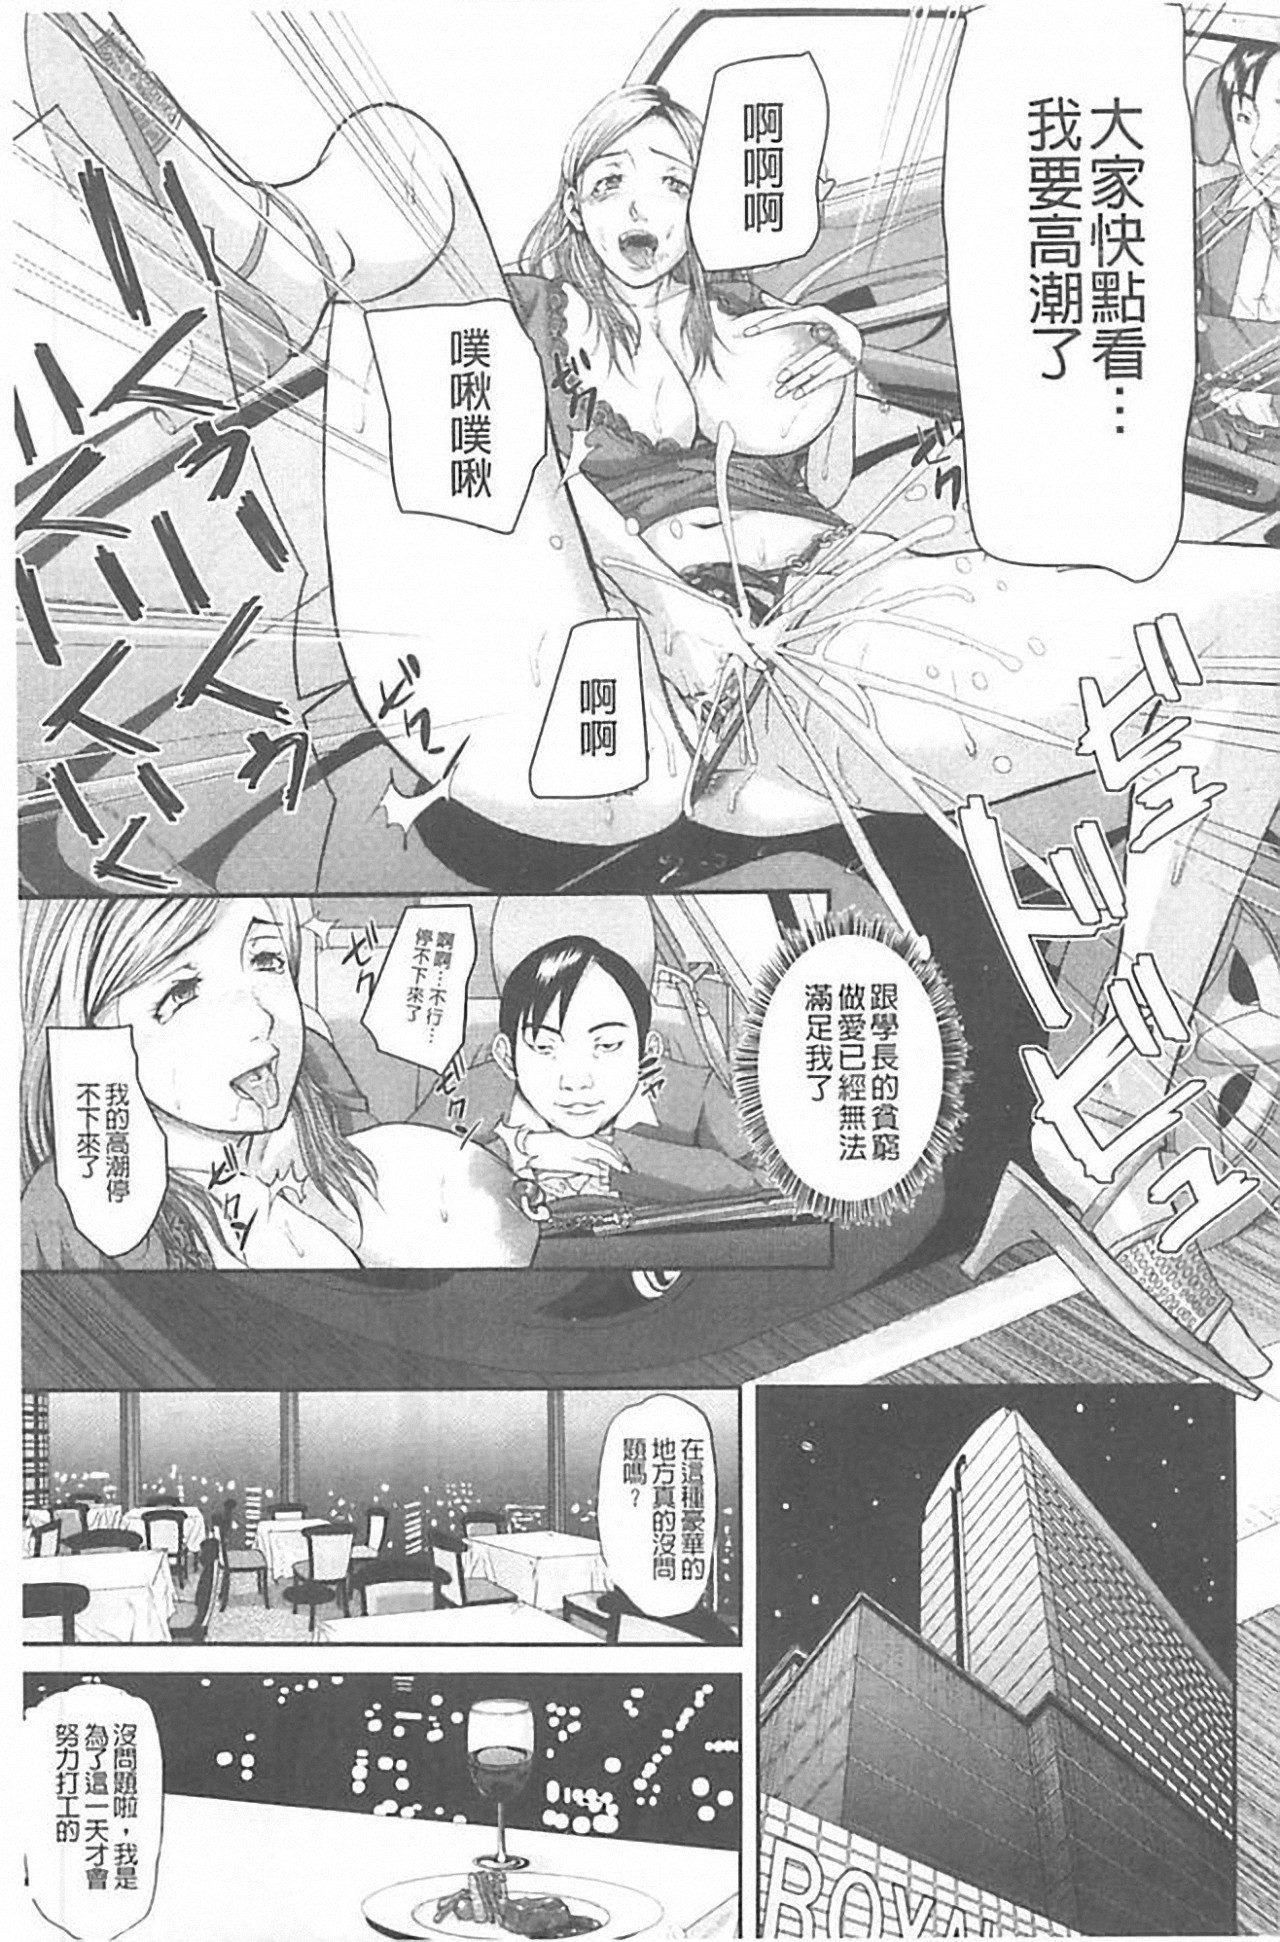 大家快點看…
我要高潮了
啊啊啊
噗啾噗啾
啊啊
跟學長的貧窮
做愛已經無法
滿足我了
啊啊…不行…
停不下來了
我的高潮停
不下來了
ROYA
在這種豪華的
地方真的沒問
題嗎？
沒問題啦，我是
為了這一天才會
努力打工的